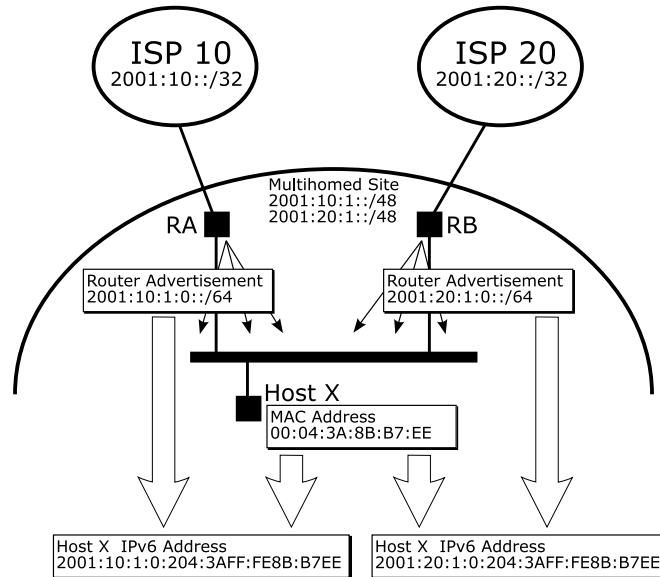 ISP 10
2001:10::/32
ISP 20
2001:20::/32
Multihomed Site
2001:10:1::/48
2001:20:1::/48
RA
RB
Router Advertisement
2001:10:1:0::/64
Router Advertisement
2001:20:1:0::/64
Host X
MAC Address
00:04:3A:8B:B7:EE
Host X IPv6 Address
2001:10:1:0:204:3AFF:FE8B:B7EE
Host X IPv6 Address
2001:20:1:0:204:3AFF:FE8B:B7EE